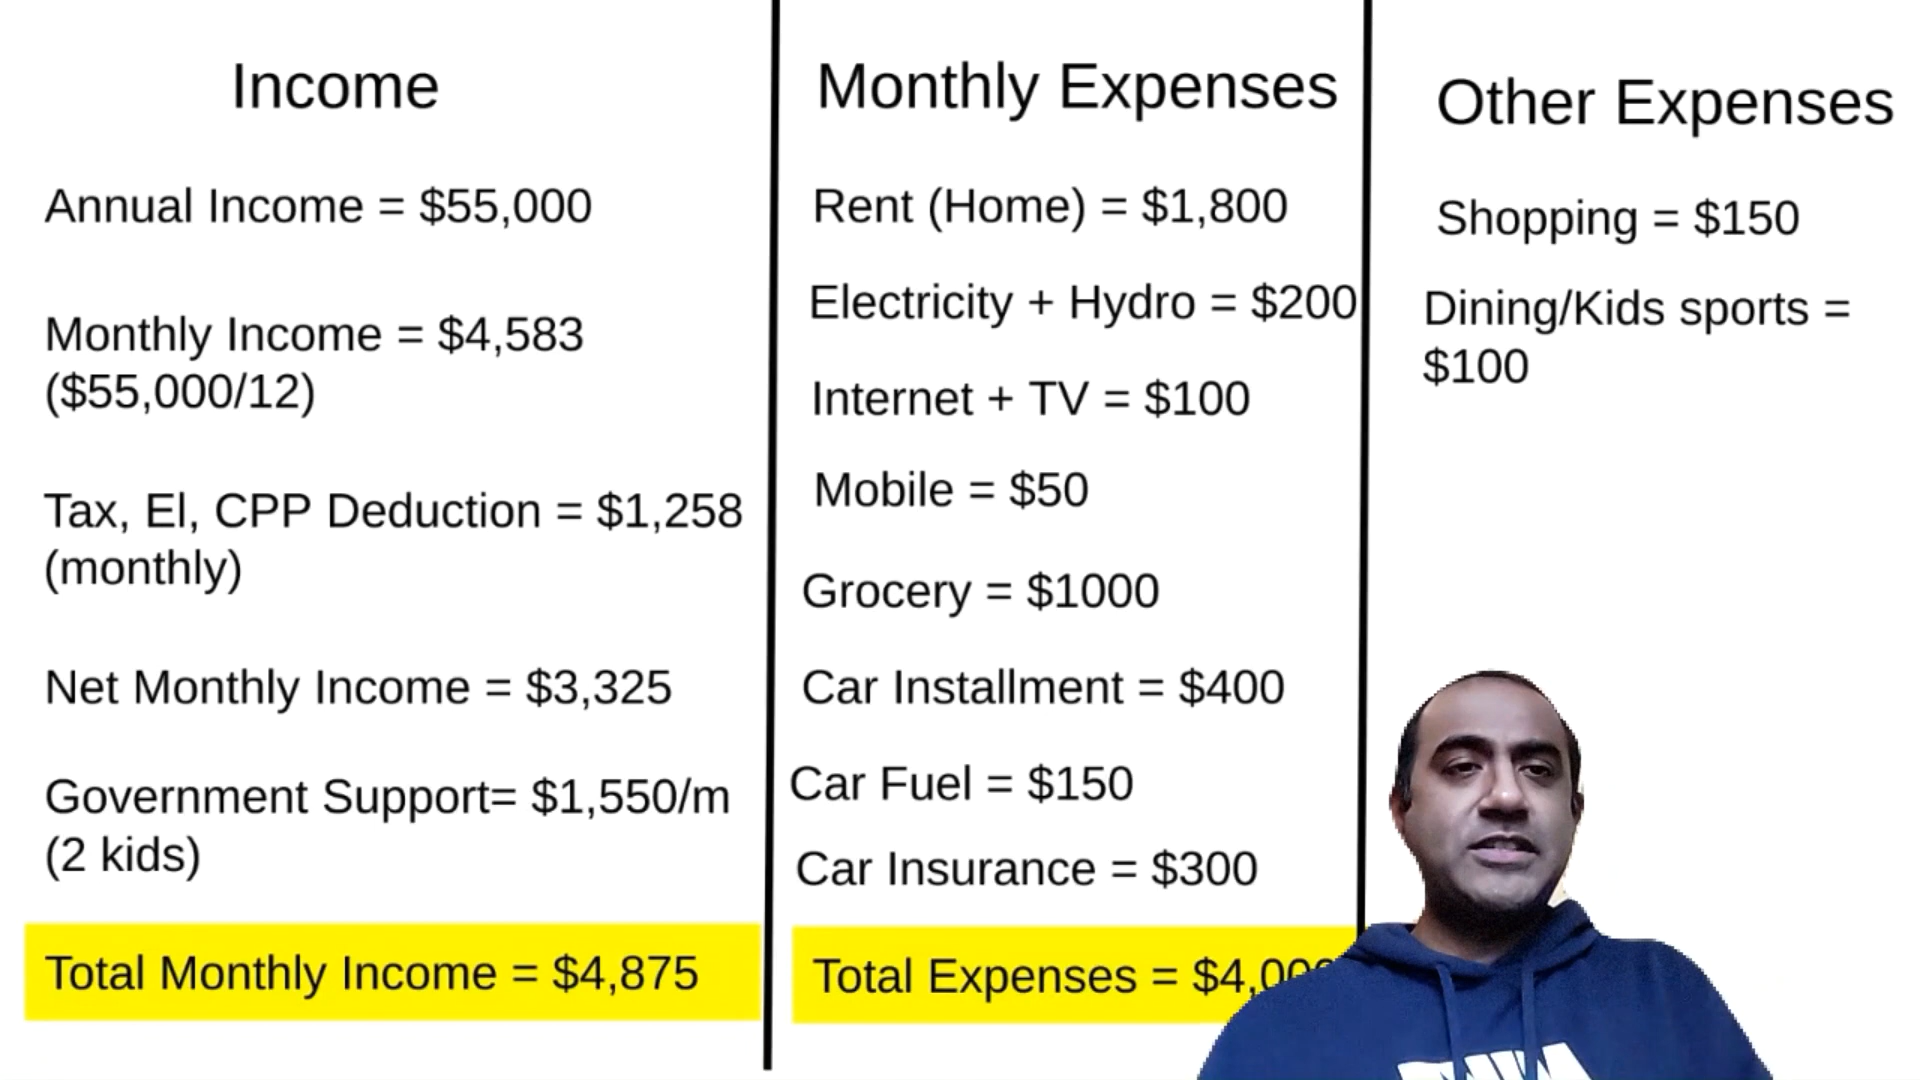 Income
Annual Income = $55,000
Monthly Income = $4,583
($55,000/12)
Tax, EI, CPP Deduction = $1,258
(monthly)
Net Monthly Income = $3,325
Government Support= $1,550/m
(2 kids)
Total Monthly Income = $4,875
Monthly Expenses
Rent (Home) = $1,800
Electricity + Hydro = $200
Internet + TV = $100
Mobile = $50
Grocery = $1000
Car Installment = $400
Car Fuel = $150
Car Insurance = $300
Total Expenses = $4,000
Other Expenses
Shopping = $150
Dining/Kids sports =
$100